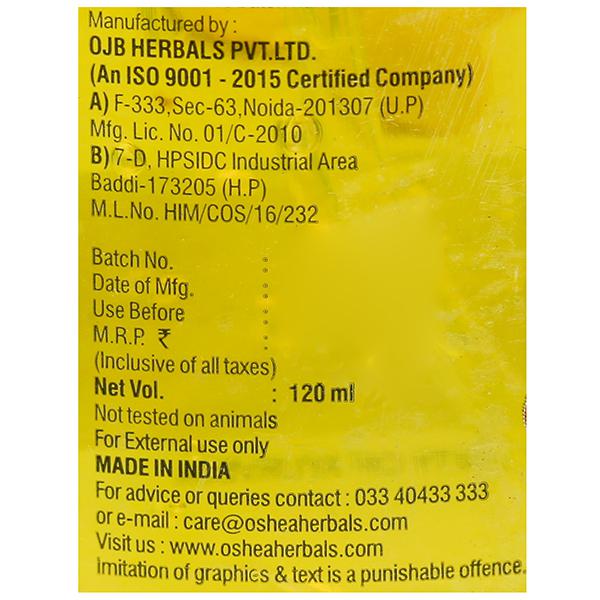 Manufactured by :
OJB HERBALS PVT.LTD.
(An ISO 9001 - 2015 Certified Company)
A) F-333,Sec-63,Noida-201307 (U.P)
Mfg. Lic. No. 01/C-2010
B) 7-D, HPSIDC Industrial Area
Baddi-173205 (H.P)
M.L.No. HIM/COS/16/232
Batch No. :
Date of Mfg. :
Use Before :
M.R.P. ₹ :
(Inclusive of all taxes)
Net Vol. : 120 ml
Not tested on animals
For External use only
MADE IN INDIA
For advice or queries contact : 033 40433 333
or e-mail : care@osheaherbals.com
Visit us : www.osheaherbals.com
Imitation of graphics & text is a punishable offence.